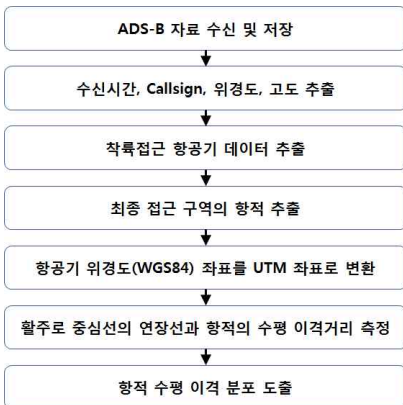 ADS-B 자료 수신 및 저장
수신시간, Callsign, 위경도, 고도 추출
착륙접근 항공기 데이터 추출
최종 접근 구역의 항적 추출
항공기 위경도(WGS84) 좌표를 UTM 좌표로 변환
활주로 중심선의 연장선과 항적의 수평 이격거리 측정
항적 수평 이격 분포 도출